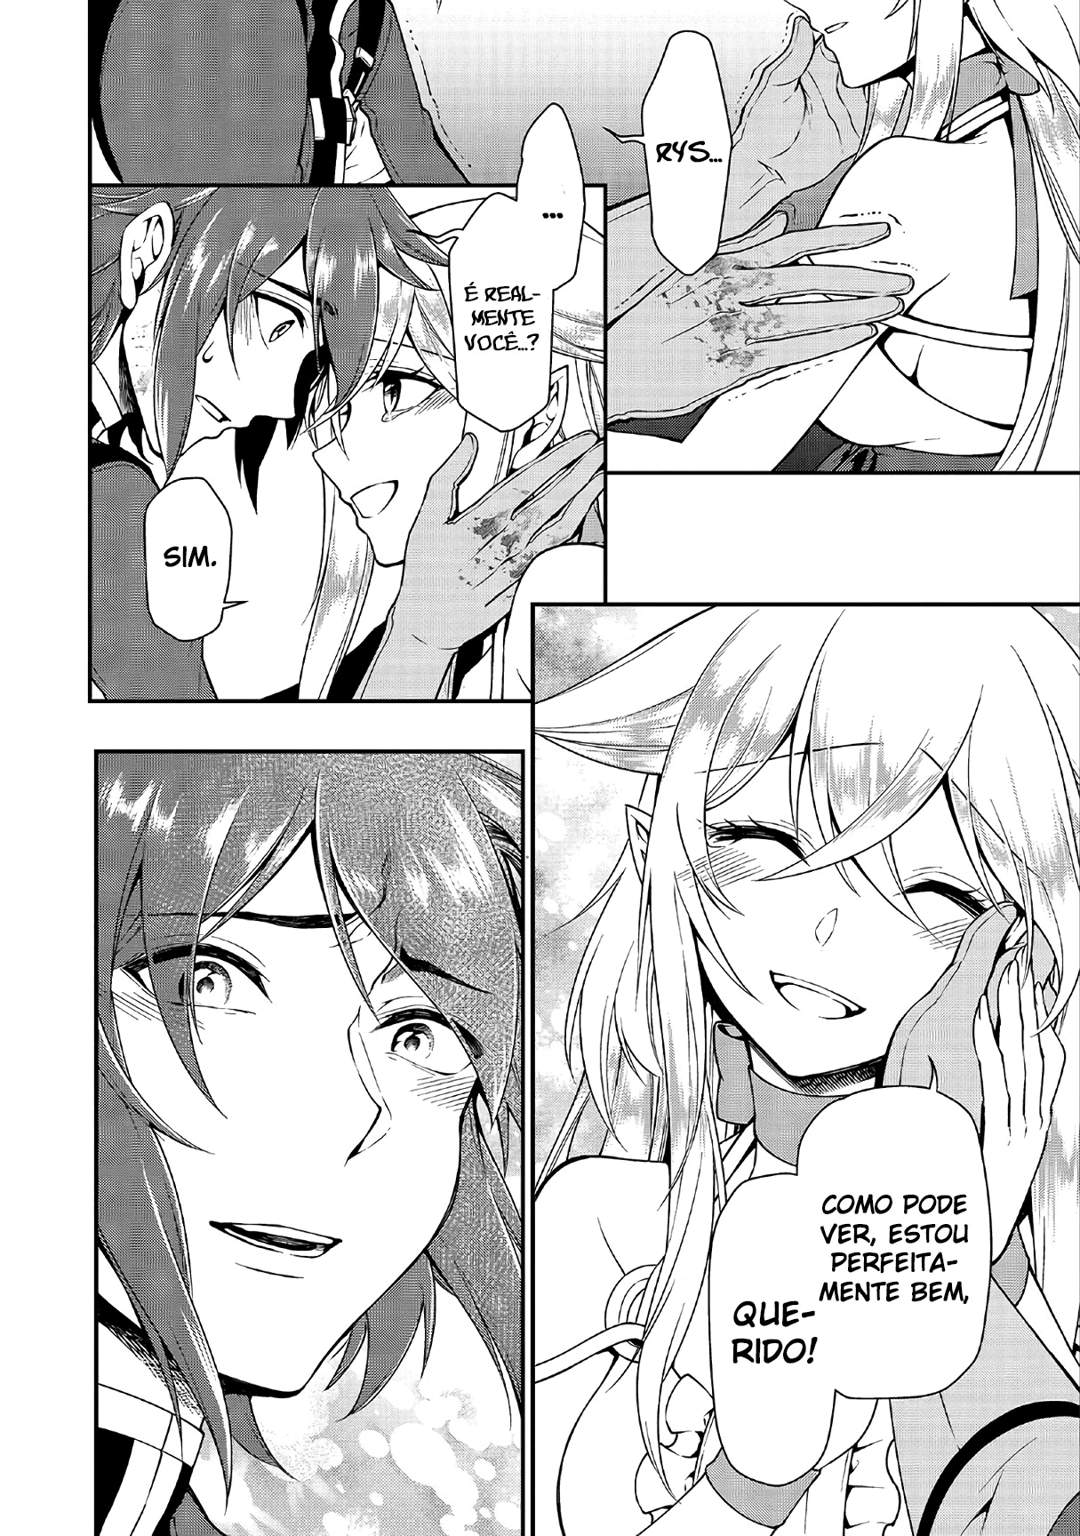 RYS...
...
É REAL-
MENTE
VOCÊ...?
SIM.
COMO PODE
VER, ESTOU
PERFEITA-
MENTE BEM,
QUE-
RIDO!